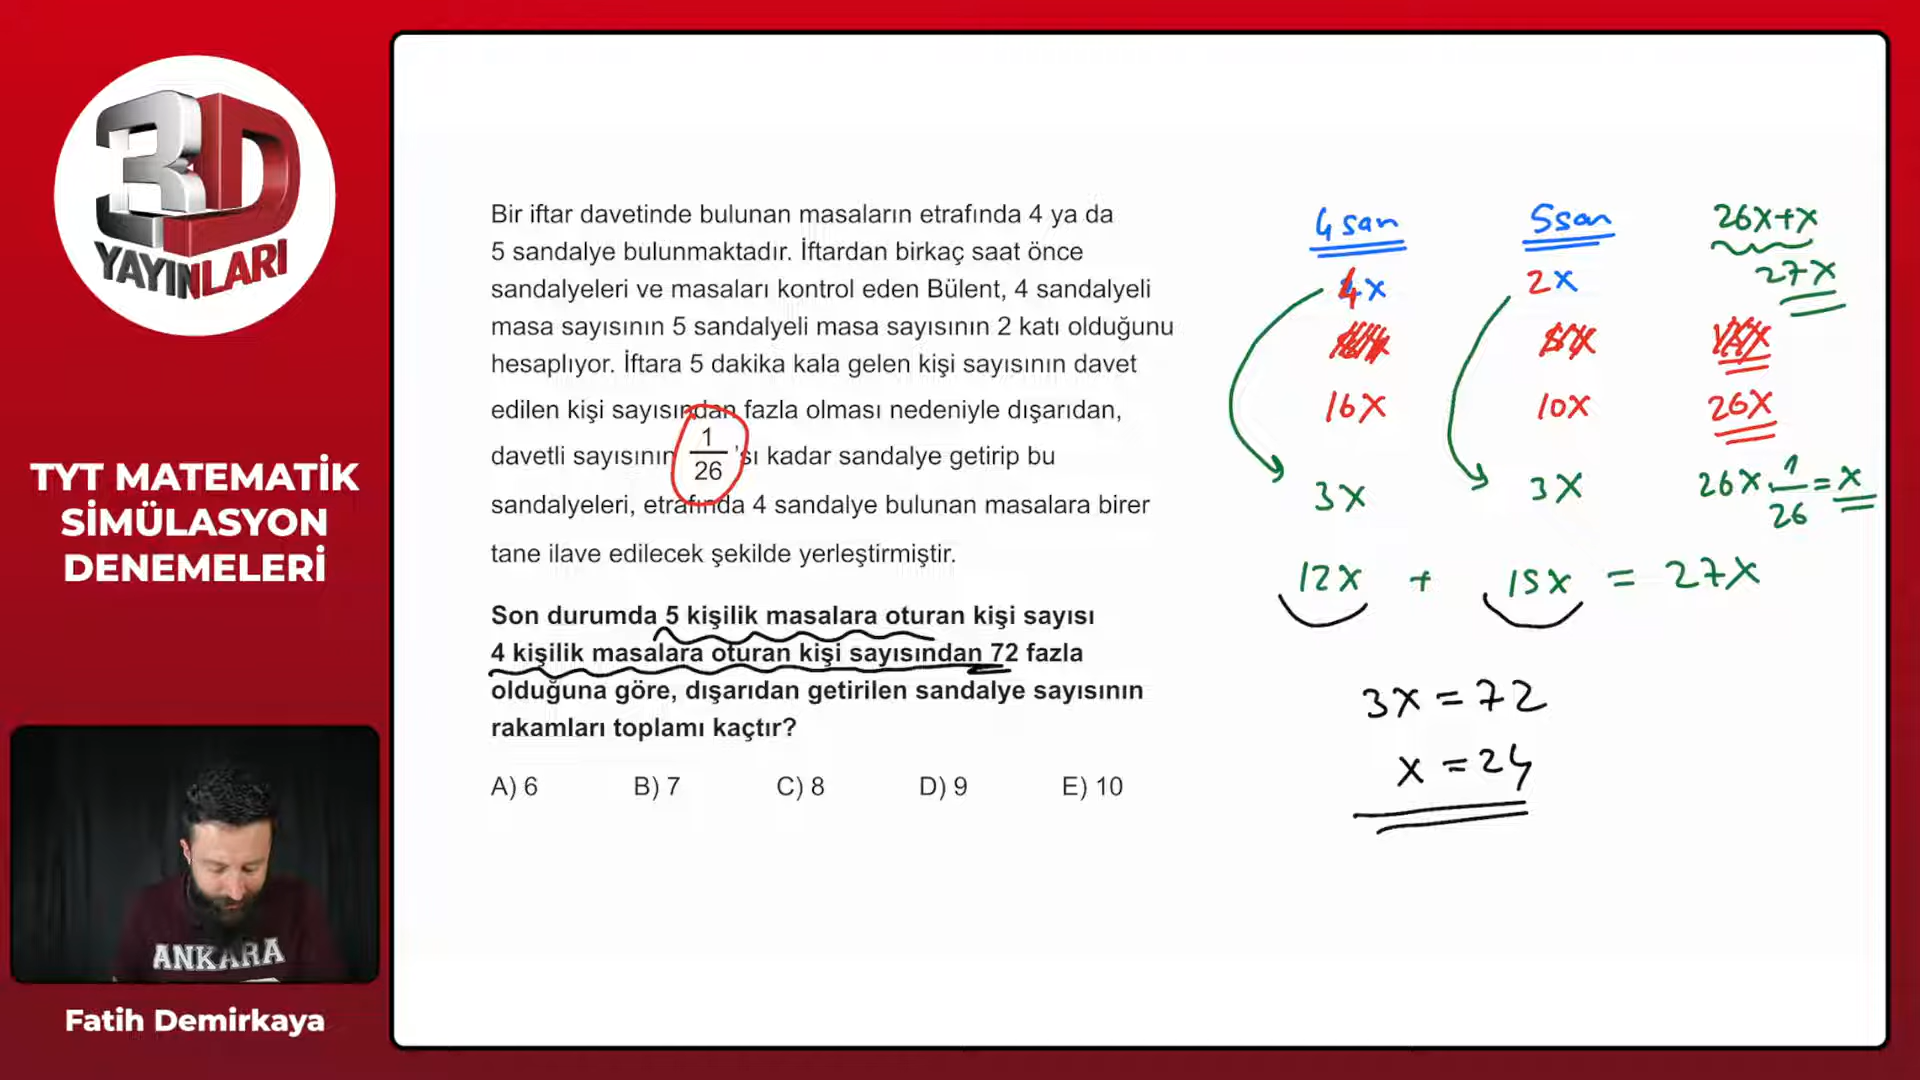 3D
YAYINLARI
TYT MATEMATİK
SİMÜLASYON
DENEMELERİ
ANKARA
Fatih Demirkaya
Bir iftar davetinde bulunan masaların etrafında 4 ya da
5 sandalye bulunmaktadır. İftardan birkaç saat önce
sandalyeleri ve masaları kontrol eden Bülent, 4 sandalyeli
masa sayısının 5 sandalyeli masa sayısının 2 katı olduğunu
hesaplıyor. İftara 5 dakika kala gelen kişi sayısının davet
edilen kişi sayısından fazla olması nedeniyle dışarıdan,
davetli sayısının 1/26 'sı kadar sandalye getirip bu
sandalyeleri, etrafında 4 sandalye bulunan masalara birer
tane ilave edilecek şekilde yerleştirmiştir.
Son durumda 5 kişilik masalara oturan kişi sayısı
4 kişilik masalara oturan kişi sayısından 72 fazla
olduğuna göre, dışarıdan getirilen sandalye sayısının
rakamları toplamı kaçtır?
A) 6 B) 7 C) 8 D) 9 E) 10
4 san 5 san 26x+x
4x 2x 27x
16x 10x 26x
3x 3x 26x . 1/26 = x
12x + 15x = 27x
3x = 72
x = 24